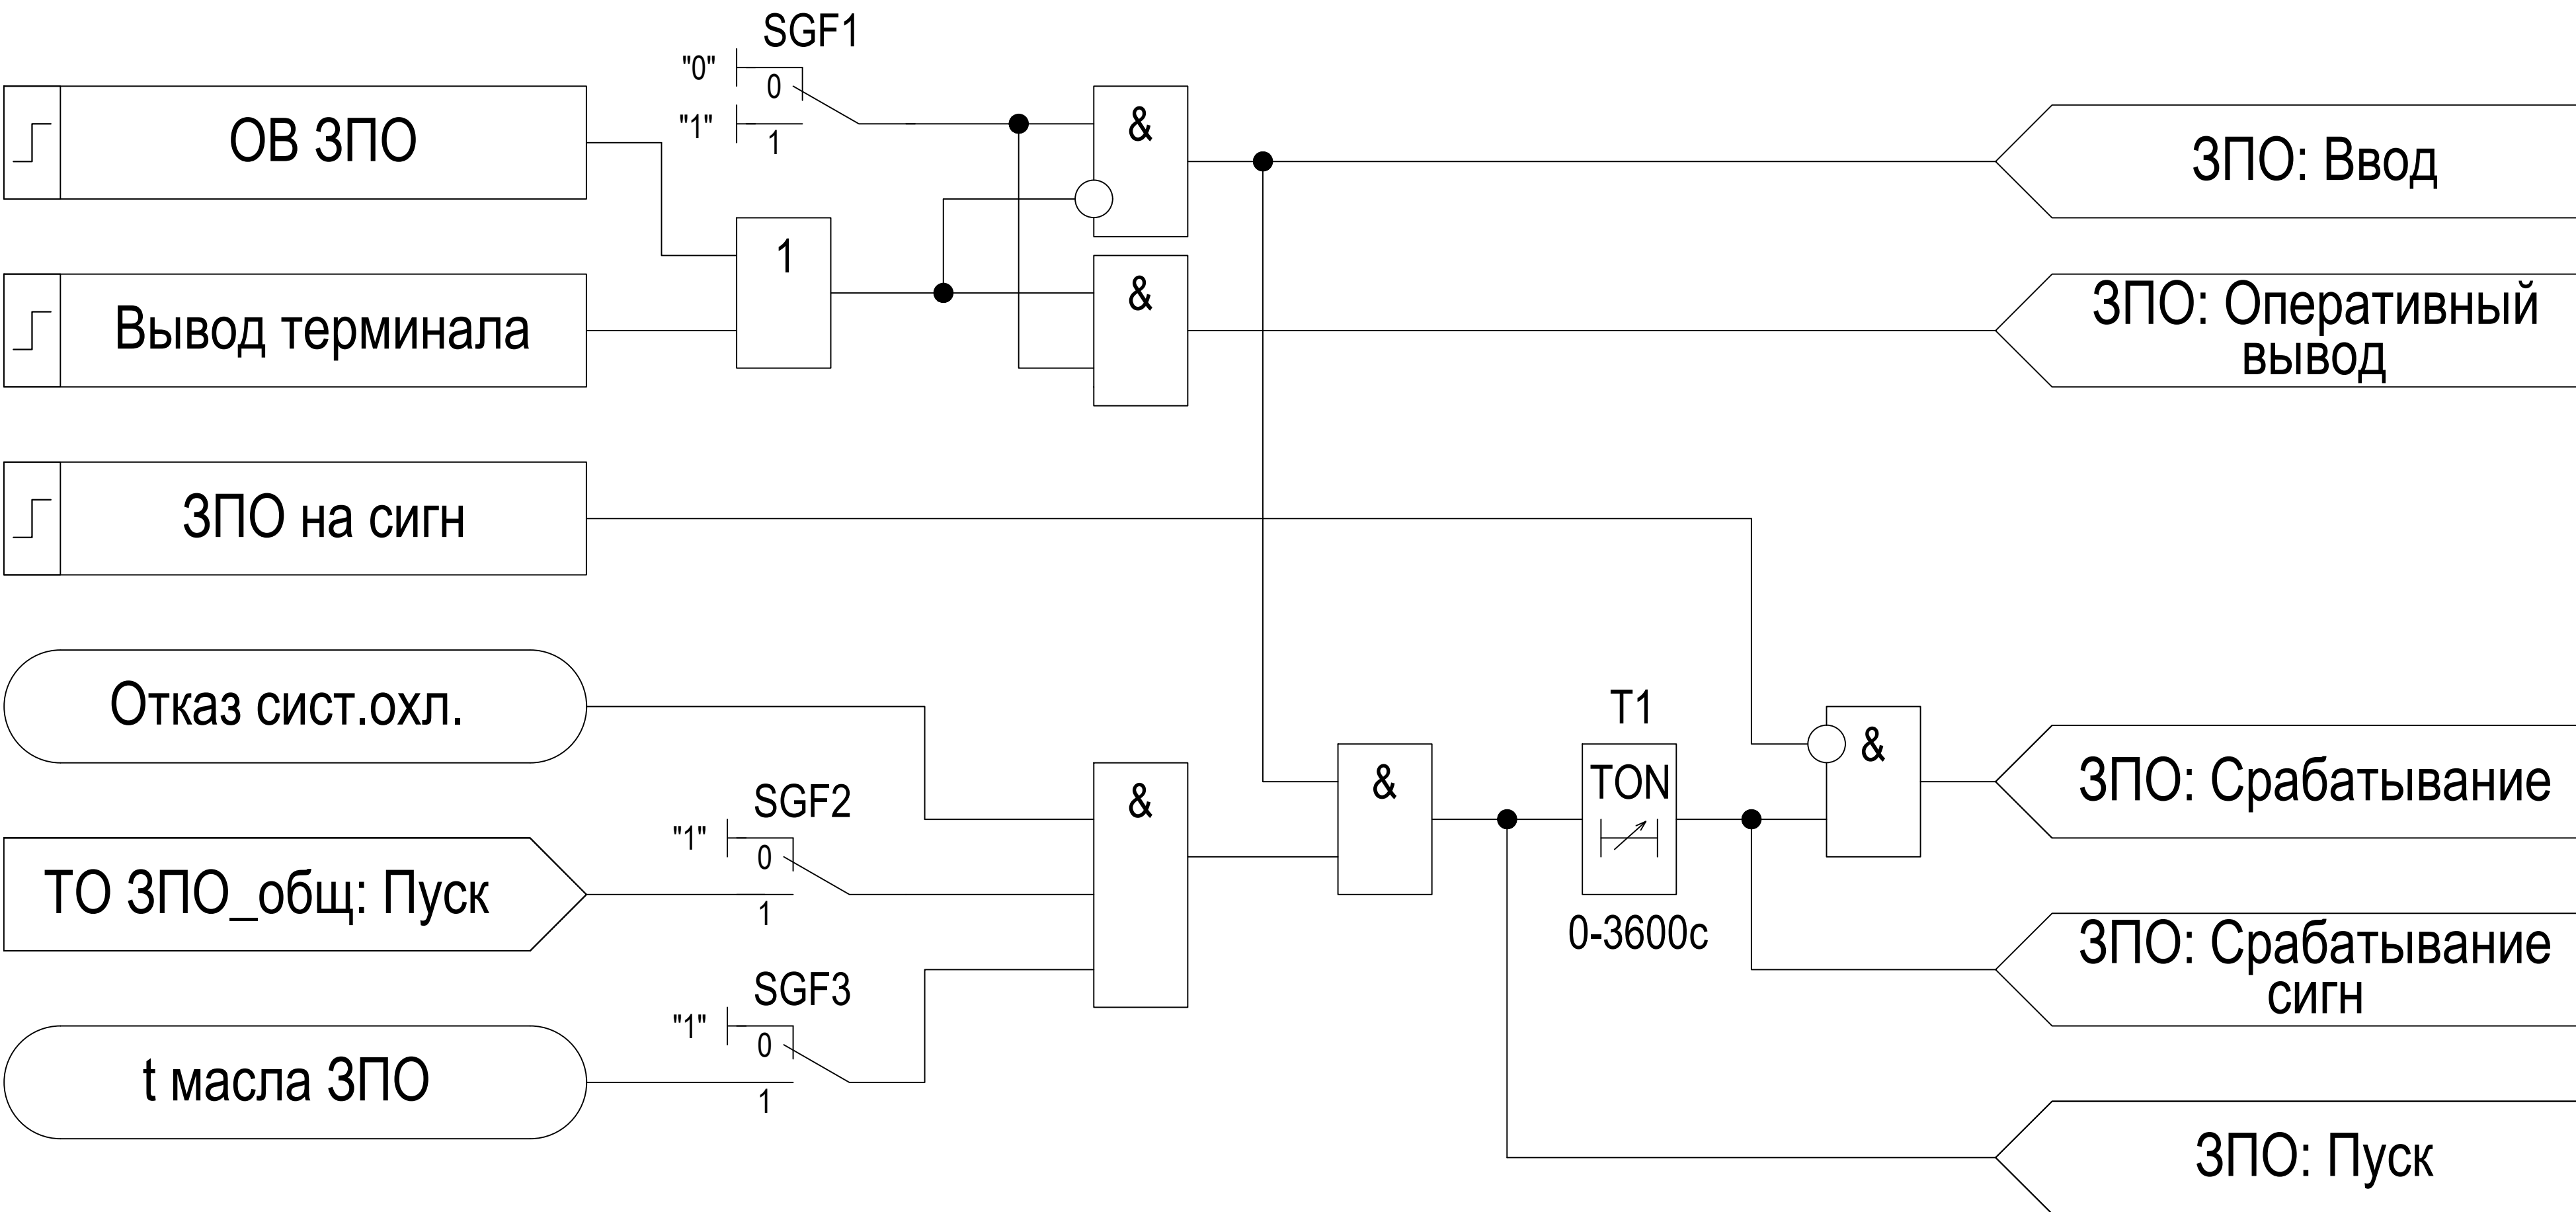 SGF1
"0"
0
"1"
1
&
ОВ ЗПО
ЗПО: Ввод
1
&
Вывод терминала
ЗПО: Оперативный
вывод
ЗПО на сигн
Отказ сист.охл.
T1
SGF2
"1"
0
&
&
TON
&
ЗПО: Срабатывание
ТО ЗПО_общ: Пуск
1
0-3600с
ЗПО: Срабатывание
сигн
SGF3
"1"
0
t масла ЗПО
1
ЗПО: Пуск